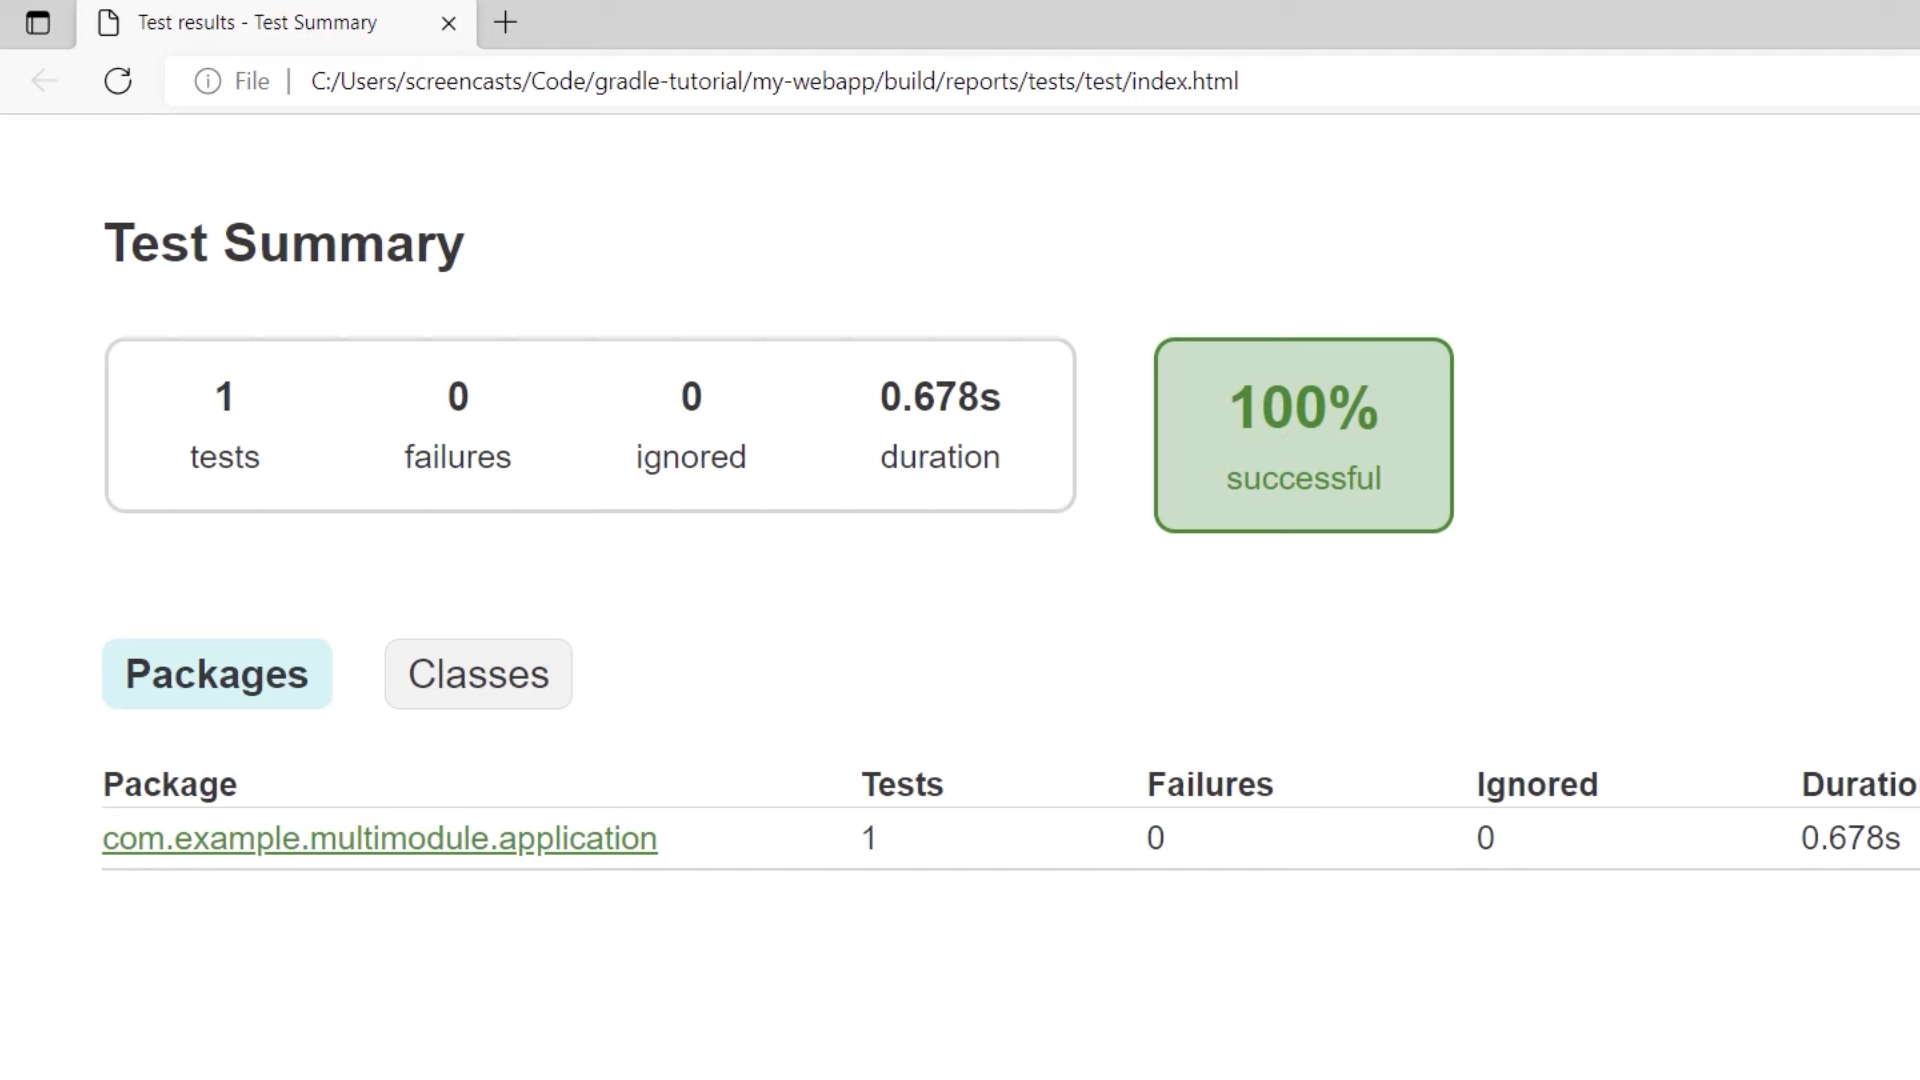 Test results - Test Summary
File C:/Users/screencasts/Code/gradle-tutorial/my-webapp/build/reports/tests/test/index.html
Test Summary
1 0 0 0.678s
tests failures ignored duration
100%
successful
Packages Classes
Package Tests Failures Ignored Duratio
com.example.multimodule.application 1 0 0 0.678s